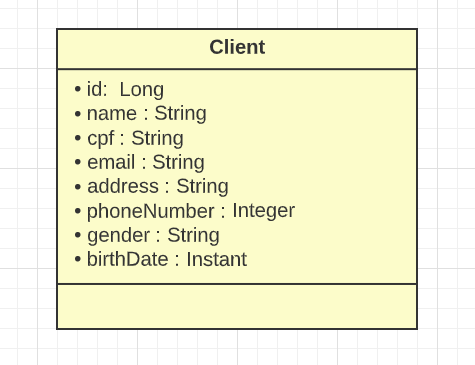 Client
• id:  Long
• name : String
• cpf : String
• email : String
• address : String
• phoneNumber : Integer
• gender : String
• birthDate : Instant